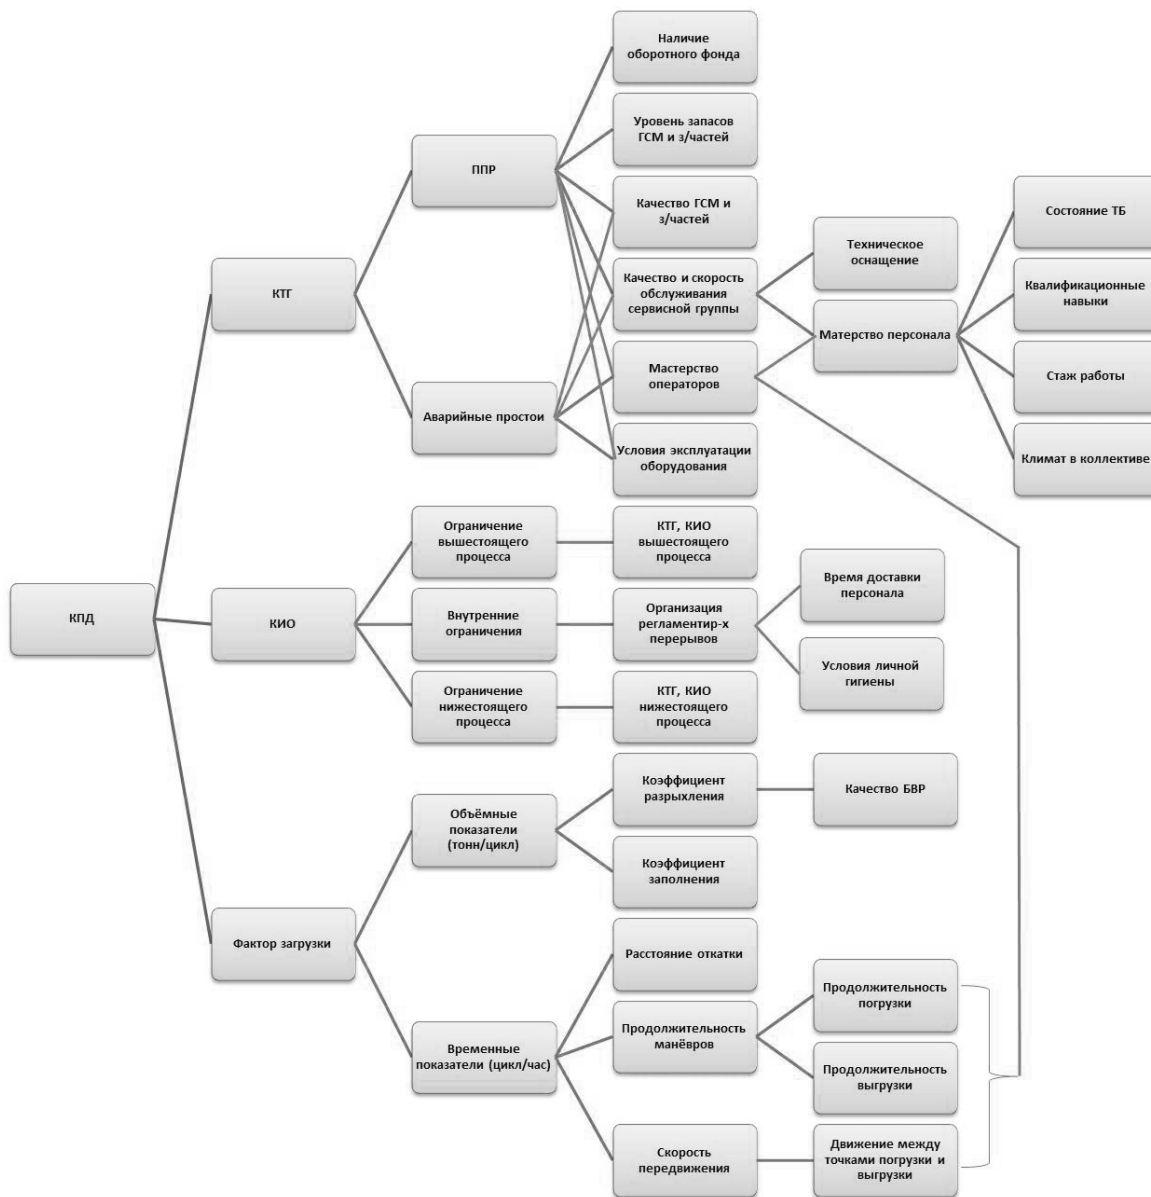 Наличие
оборотного фонда
Уровень запасов
ГСМ и з/частей
ППР
Качество ГСМ и
з/частей
Состояние ТБ
Техническое
оснащение
КТГ
Качество и скорость
обслуживания
сервисной группы
Квалификационные
навыки
Матерство персонала
Мастерство
операторов
Стаж работы
Аварийные простои
Условия эксплуатации
оборудования
Климат в коллективе
Ограничение
вышестоящего
процесса
КТГ, КИО
вышестоящего
процесса
Время доставки
персонала
КПД
КИО
Внутренние
ограничения
Организация
регламентир-х
перерывов
Условия личной
гигиены
Ограничение
нижестоящего
процесса
КТГ, КИО
нижестоящего
процесса
Коэффициент
разрыхления
Качество БВР
Объёмные
показатели
(тонн/цикл)
Коэффициент
заполнения
Фактор загрузки
Расстояние откатки
Продолжительность
погрузки
Продолжительность
манёвров
Временные
показатели (цикл/час)
Продолжительность
выгрузки
Скорость
передвижения
Движение между
точками погрузки и
выгрузки